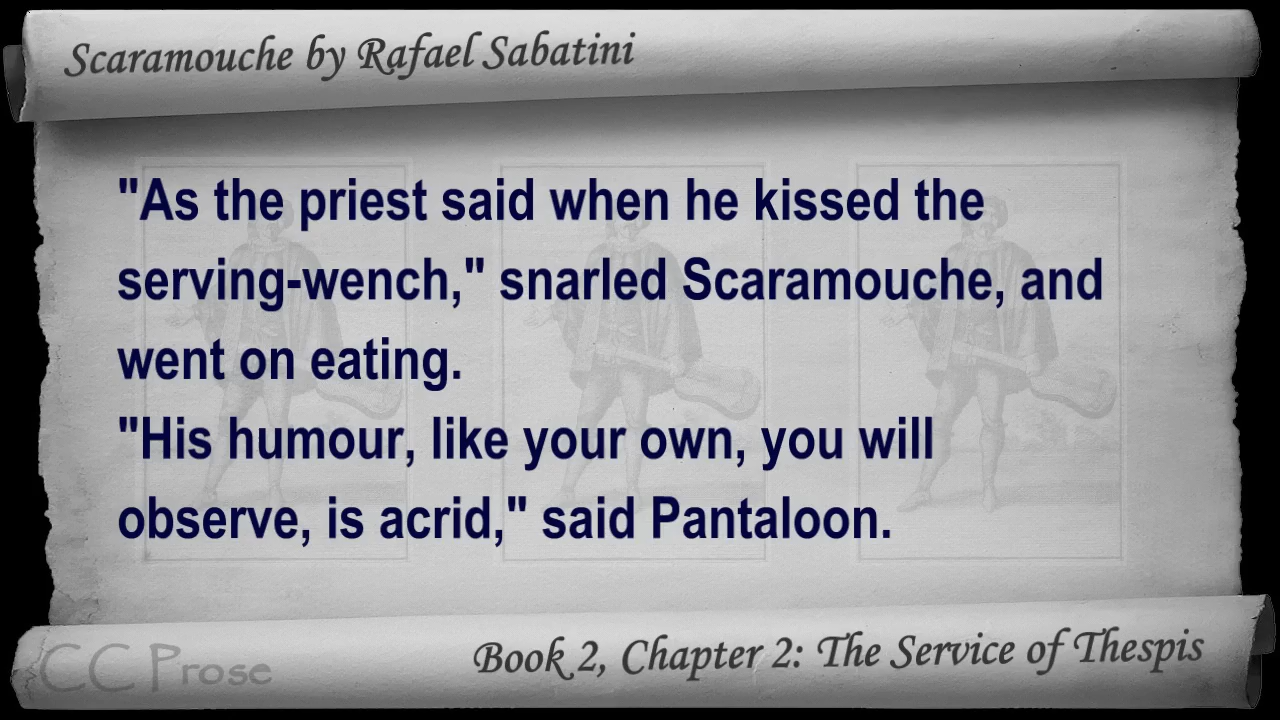 Scaramouche by Rafael Sabatini
"As the priest said when he kissed the
serving-wench," snarled Scaramouche, and
went on eating.
"His humour, like your own, you will
observe, is acrid," said Pantaloon.
CC Prose
Book 2, Chapter 2: The Service of Thespis